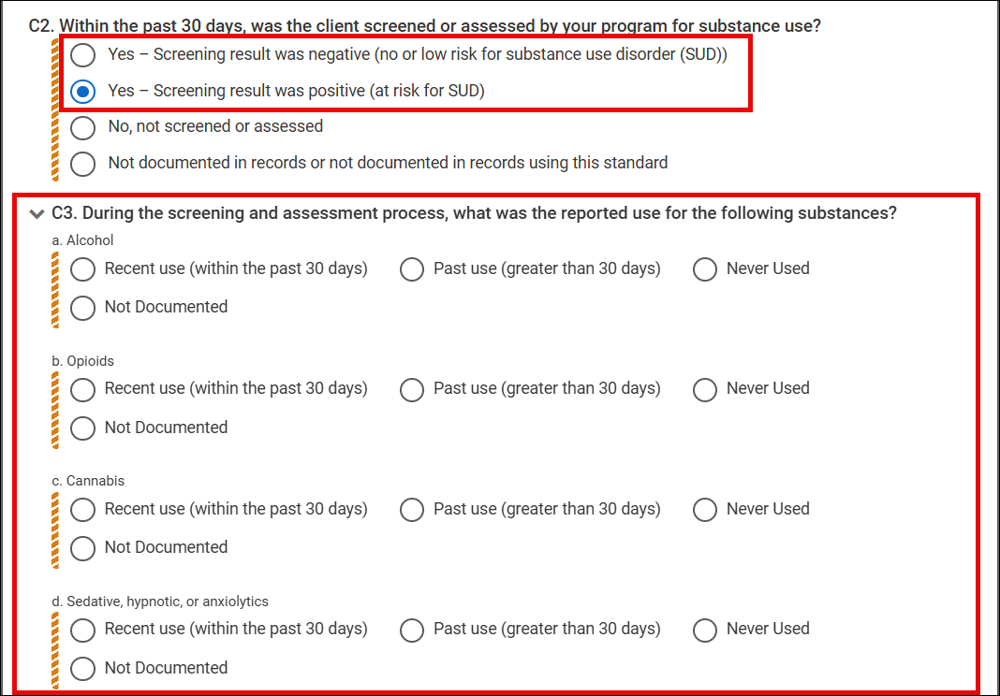 C2. Within the past 30 days, was the client screened or assessed by your program for substance use?
Yes – Screening result was negative (no or low risk for substance use disorder (SUD))
Yes – Screening result was positive (at risk for SUD)
No, not screened or assessed
Not documented in records or not documented in records using this standard
C3. During the screening and assessment process, what was the reported use for the following substances?
a. Alcohol
Recent use (within the past 30 days) Past use (greater than 30 days) Never Used
Not Documented
b. Opioids
Recent use (within the past 30 days) Past use (greater than 30 days) Never Used
Not Documented
c. Cannabis
Recent use (within the past 30 days) Past use (greater than 30 days) Never Used
Not Documented
d. Sedative, hypnotic, or anxiolytics
Recent use (within the past 30 days) Past use (greater than 30 days) Never Used
Not Documented